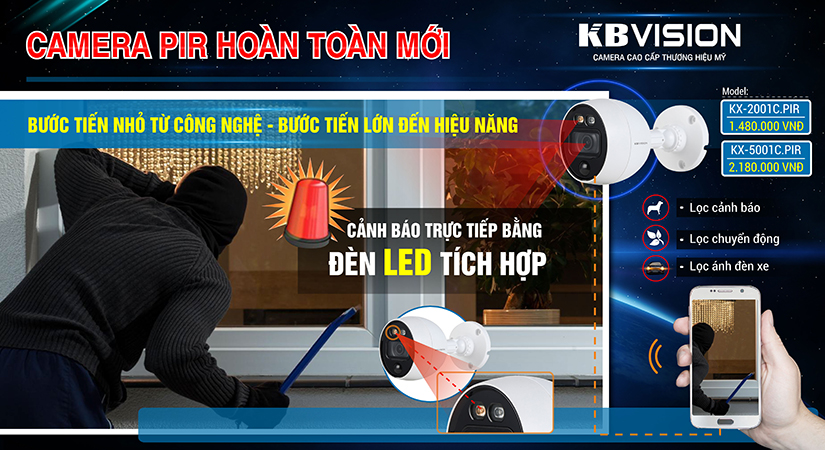 CAMERA PIR HOÀN TOÀN MỚI
KBVISION
CAMERA CAO CẤP THƯƠNG HIỆU MỸ
Model:
KX-2001C.PIR
1.480.000 VNĐ
KX-5001C.PIR
2.180.000 VNĐ
BƯỚC TIẾN NHỎ TỪ CÔNG NGHỆ - BƯỚC TIẾN LỚN ĐẾN HIỆU NĂNG
- Lọc cảnh báo
- Lọc chuyển động
- Lọc ánh đèn xe
CẢNH BÁO TRỰC TIẾP BẰNG
ĐÈN LED TÍCH HỢP